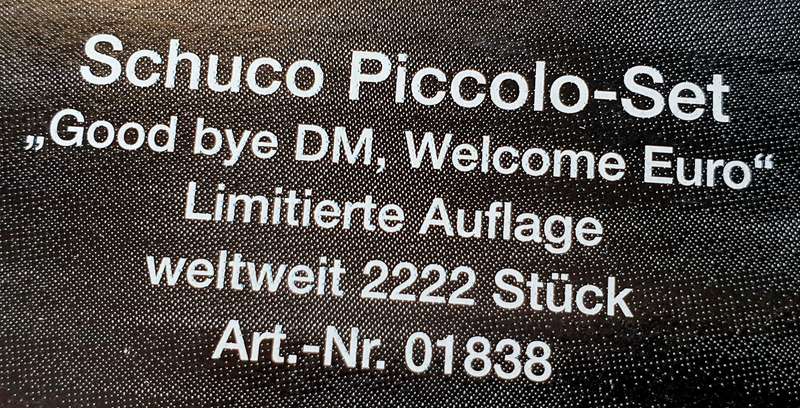 Schuco Piccolo-Set
„Good bye DM, Welcome Euro“
Limitierte Auflage
weltweit 2222 Stück
Art.-Nr. 01838